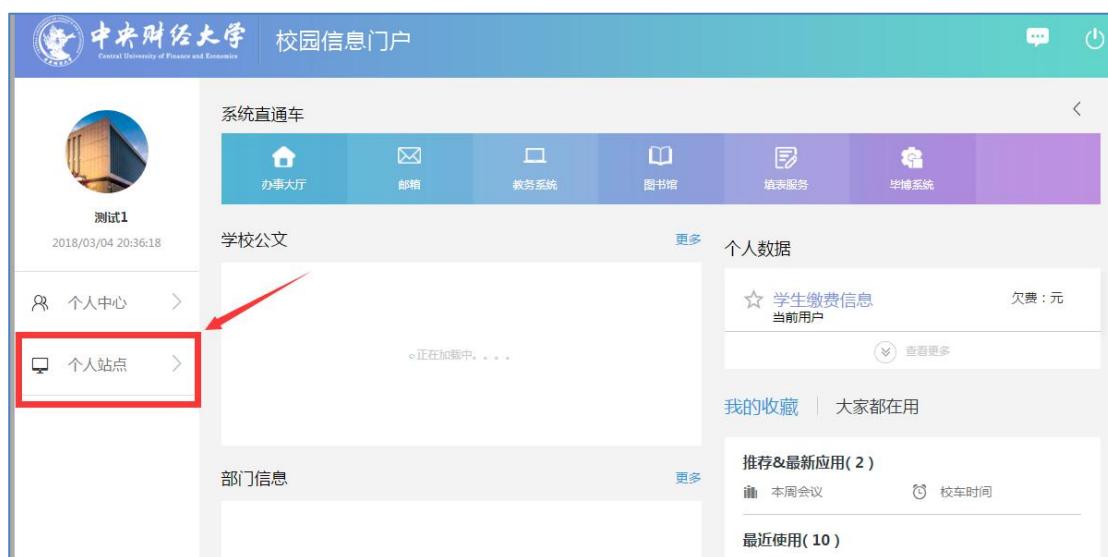 中央财经大学
Central University of Finance and Economics
校园信息门户
测试1
2018/03/04 20:36:18
个人中心
个人站点
系统直通车
办事大厅
邮箱
教务系统
图书馆
填表服务
毕博系统
学校公文
更多
正在加载中。。。。
部门信息
更多
个人数据
学生缴费信息
欠费：元
当前用户
查看更多
我的收藏
大家都在用
推荐&最新应用( 2 )
本周会议
校车时间
最近使用( 10 )